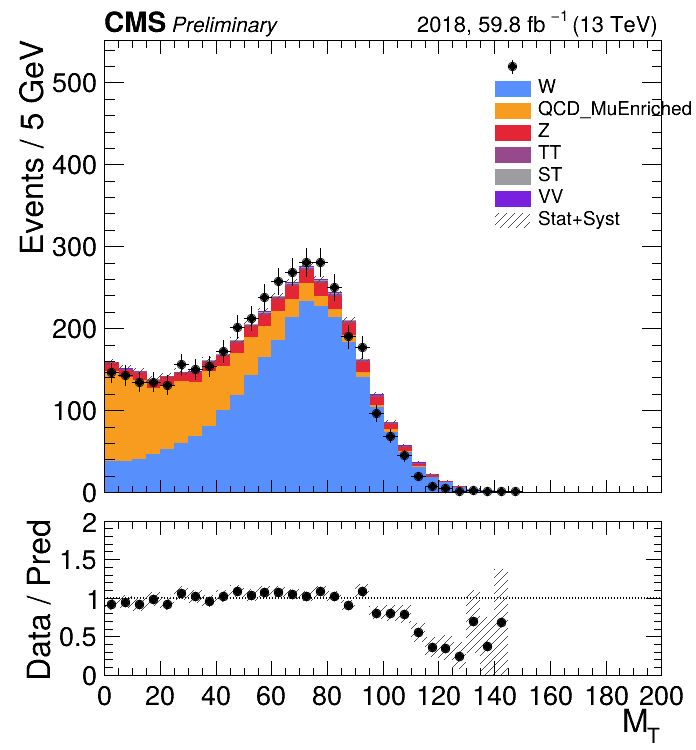 CMS Preliminary 2018, 59.8 fb⁻¹ (13 TeV)
Events / 5 GeV
500
400
300
200
100
0
W
QCD_MuEnriched
Z
TT
ST
VV
Stat+Syst
Data / Pred
2
1.5
1
0.5
0
0 20 40 60 80 100 120 140 160 180 200
M_T